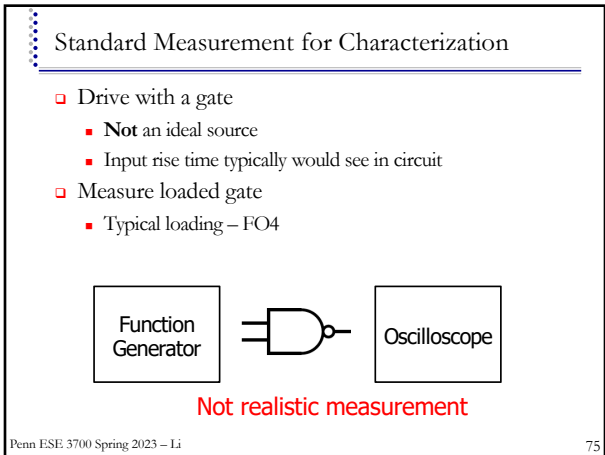 Standard Measurement for Characterization
Drive with a gate
Not an ideal source
Input rise time typically would see in circuit
Measure loaded gate
Typical loading – FO4
Function
Generator
Oscilloscope
Not realistic measurement
Penn ESE 3700 Spring 2023 – Li
75